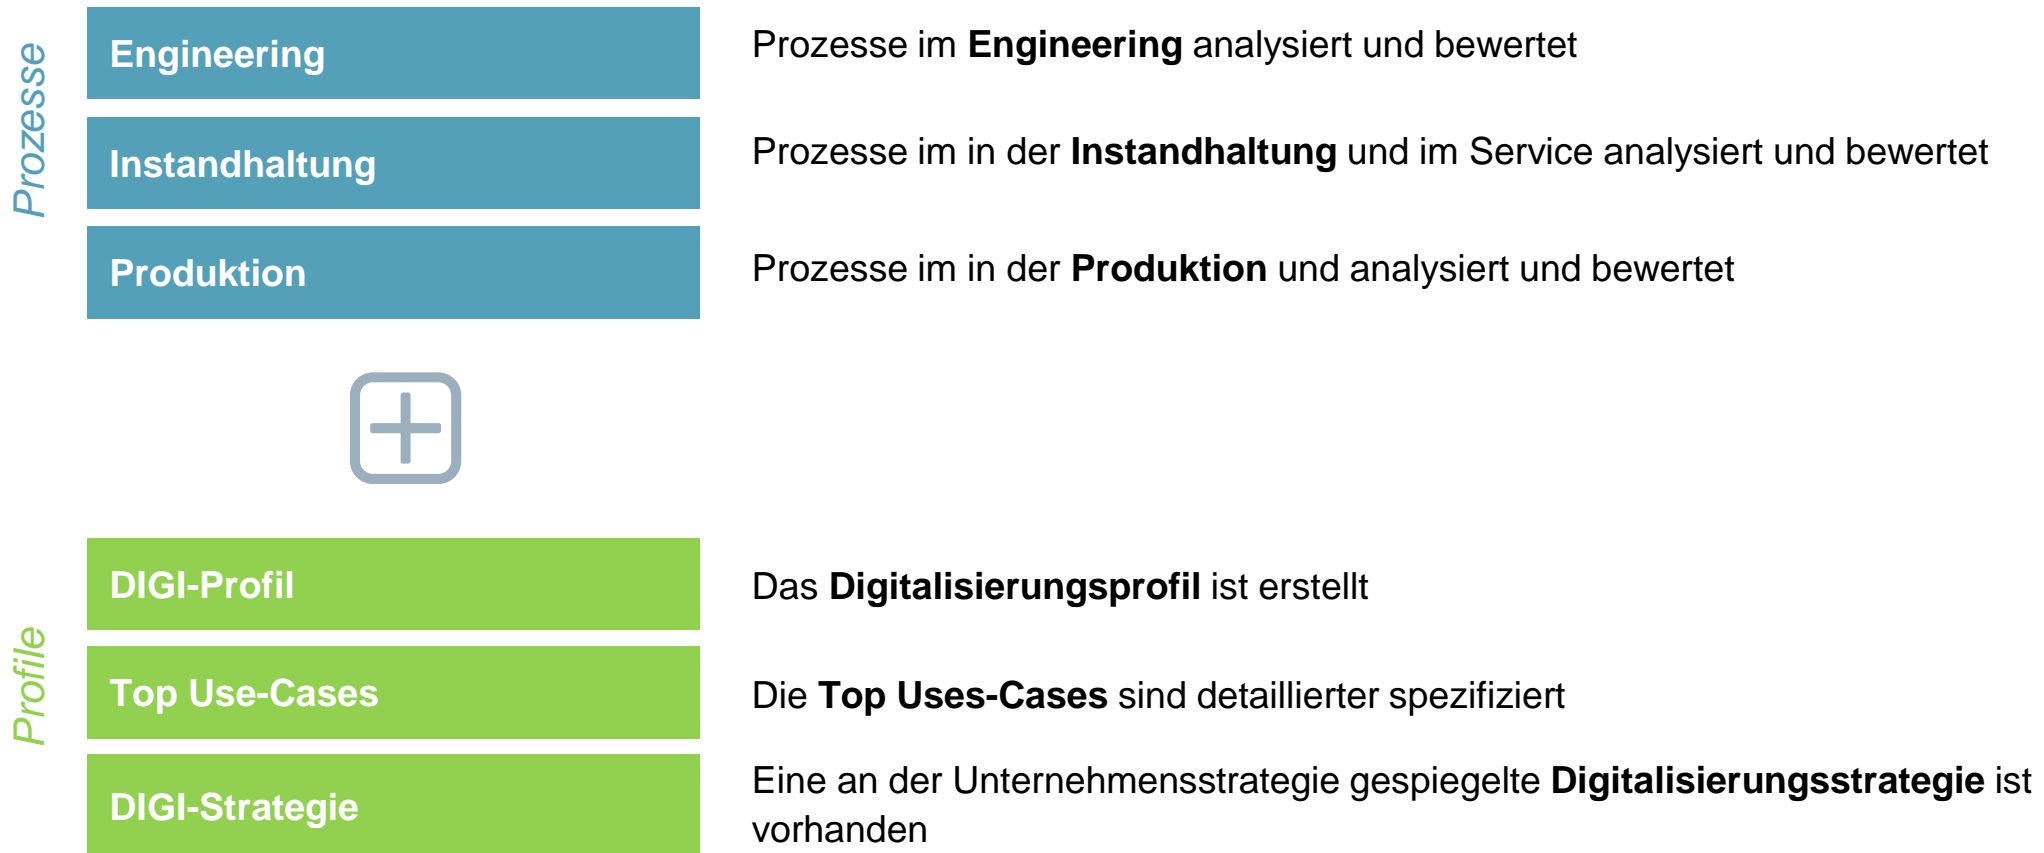 Prozesse
Engineering
Prozesse im Engineering analysiert und bewertet
Instandhaltung
Prozesse im in der Instandhaltung und im Service analysiert und bewertet
Produktion
Prozesse im in der Produktion und analysiert und bewertet
Profile
DIGI-Profil
Das Digitalisierungsprofil ist erstellt
Top Use-Cases
Die Top Uses-Cases sind detaillierter spezifiziert
DIGI-Strategie
Eine an der Unternehmensstrategie gespiegelte Digitalisierungsstrategie ist
vorhanden